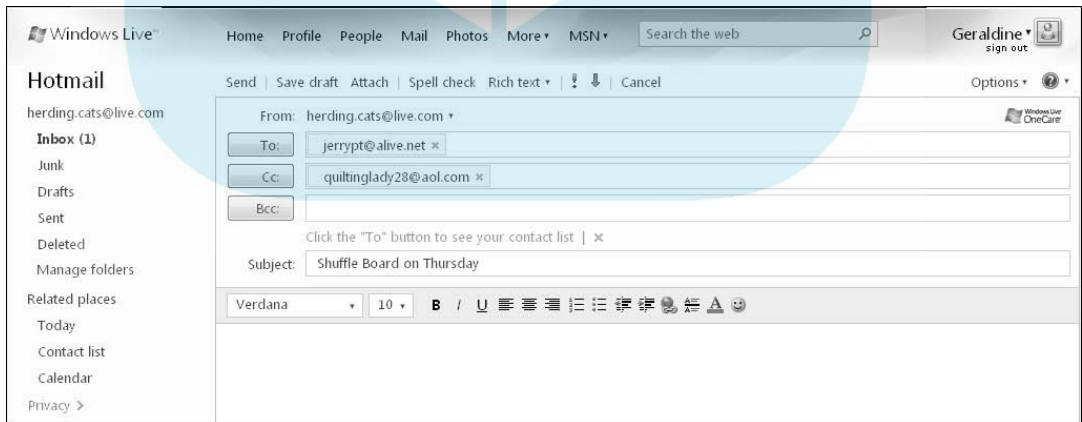 Windows Live™ Home Profile People Mail Photos More MSN Search the web Geraldine
sign out
Hotmail Send | Save draft Attach | Spell check Rich text | Cancel Options
herding.cats@live.com From: herding.cats@live.com Windows Live OneCare
Inbox (1) To: jerrypt@alive.net ×
Junk Cc: quiltinglady28@aol.com ×
Drafts
Sent Bcc:
Deleted Click the "To" button to see your contact list | ×
Manage folders Subject: Shuffle Board on Thursday
Related places Verdana 10 B I U
Today
Contact list
Calendar
Privacy >